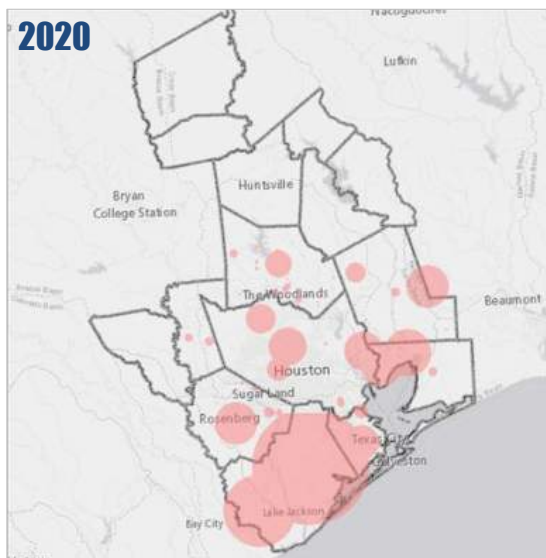 2020
Nacogdoches
Lufkin
Huntsville
Bryan
College Station
The Woodlands
Beaumont
Houston
Sugar Land
Rosenberg
Texas City
Galveston
Lake Jackson
Bay City